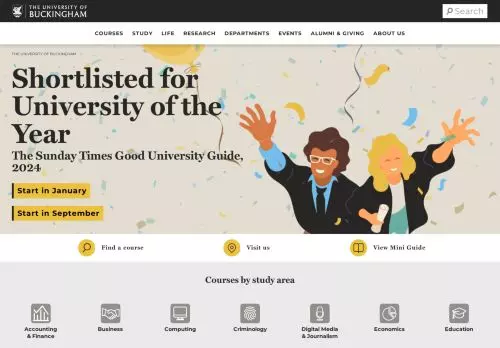 THE UNIVERSITY OF
BUCKINGHAM
Search
COURSES STUDY LIFE RESEARCH DEPARTMENTS EVENTS ALUMNI & GIVING ABOUT US
THE UNIVERSITY OF BUCKINGHAM
Shortlisted for
University of the
Year
The Sunday Times Good University Guide,
2024
Start in January
Start in September
Find a course Visit us View Mini Guide
Courses by study area
Accounting & Finance
Business
Computing
Criminology
Digital Media & Journalism
Economics
Education